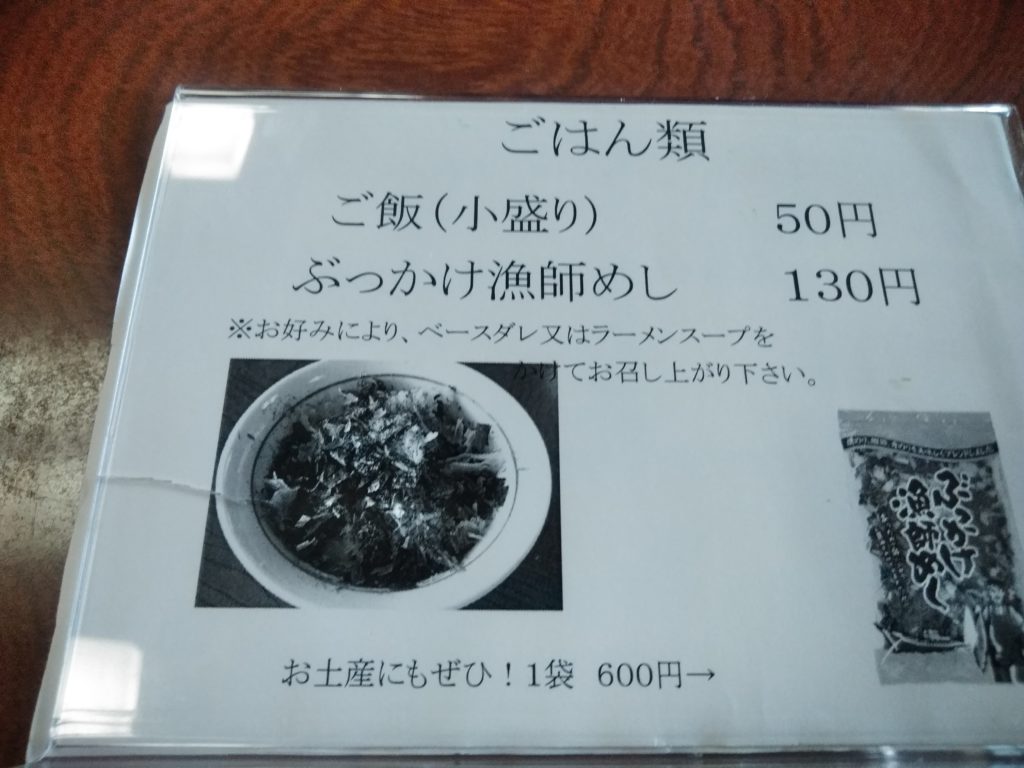 ごはん類
ご飯（小盛り） 50円
ぶっかけ漁師めし 130円
※お好みにより、ベースダレ又はラーメンスープを
かけてお召し上がり下さい。
ぶっかけ
漁師めし
お土産にもぜひ！1袋 600円→